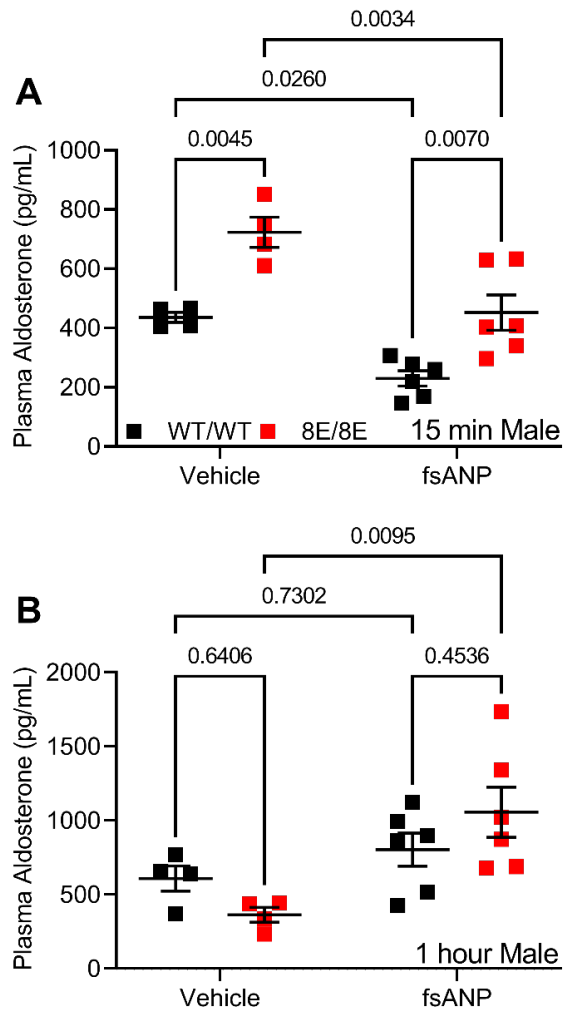 0.0034
A
0.0260
0.0045
0.0070
Plasma Aldosterone (pg/mL)
1000
800
600
400
200
0
WT/WT
8E/8E
15 min Male
Vehicle
fsANP
0.0095
B
0.7302
0.6406
0.4536
Plasma Aldosterone (pg/mL)
2000
1500
1000
500
0
1 hour Male
Vehicle
fsANP